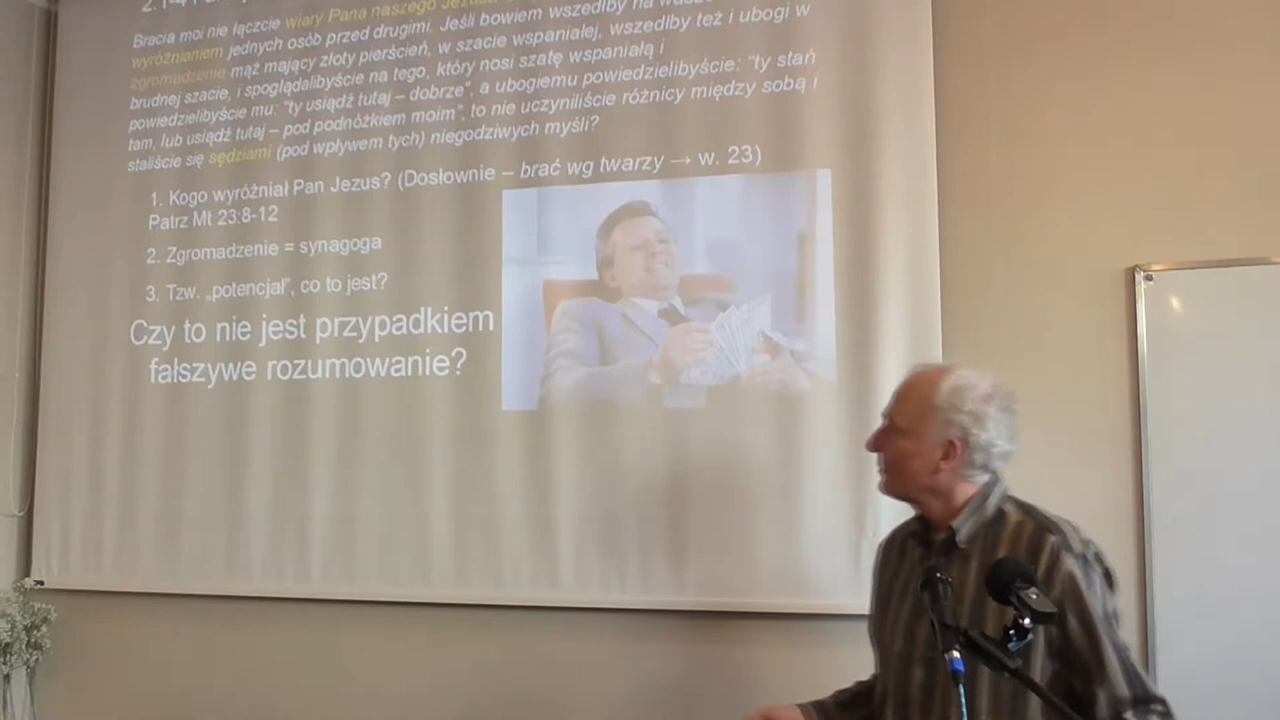 Bracia moi nie łączcie wiary Pana naszego Jezusa
wyróżnianiem jednych osób przed drugimi. Jeśli bowiem wszedłby na
zgromadzenie mąż mający złoty pierścień, w szacie wspaniałej, wszedłby też i ubogi w
brudnej szacie, i spoglądalibyście na tego, który nosi szatę wspaniałą i
powiedzielibyście mu: "ty usiądź tutaj – dobrze", a ubogiemu powiedzielibyście: "ty stań
tam, lub usiądź tutaj – pod podnóżkiem moim", to nie uczyniliście różnicy między sobą i
staliście się sędziami (pod wpływem tych) niegodziwych myśli?
1. Kogo wyróżniał Pan Jezus? (Dosłownie – brać wg twarzy → w. 23)
Patrz Mt 23:8-12
2. Zgromadzenie = synagoga
3. Tzw. „potencjał”, co to jest?
Czy to nie jest przypadkiem
fałszywe rozumowanie?